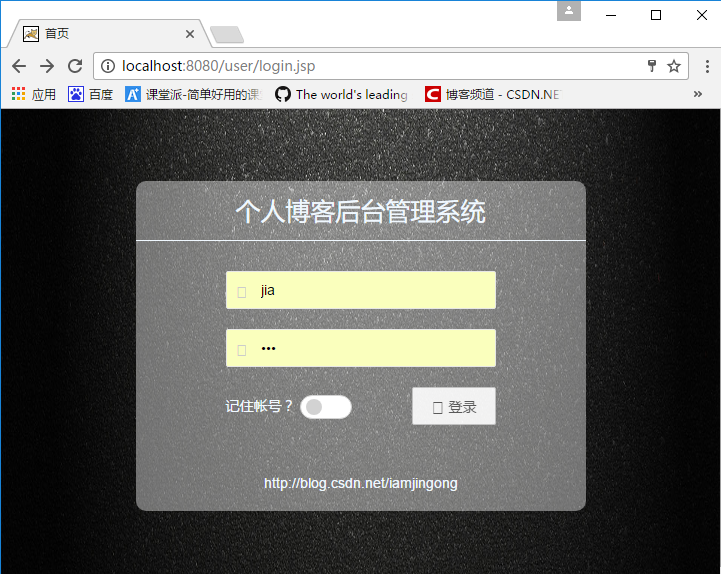 首页
localhost:8080/user/login.jsp
应用 百度 课堂派-简单好用的课 The world's leading 博客频道 - CSDN.NE
个人博客后台管理系统
jia
•••
记住帐号？ 登录
http://blog.csdn.net/iamjingong